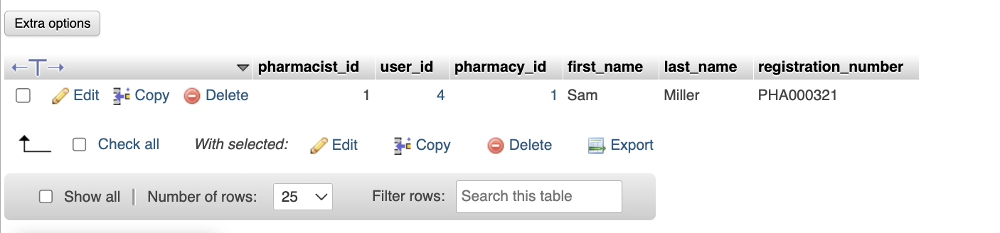 Extra options
←T→ pharmacist_id user_id pharmacy_id first_name last_name registration_number
Edit Copy Delete 1 4 1 Sam Miller PHA000321
Check all With selected: Edit Copy Delete Export
Show all | Number of rows: 25 Filter rows: Search this table